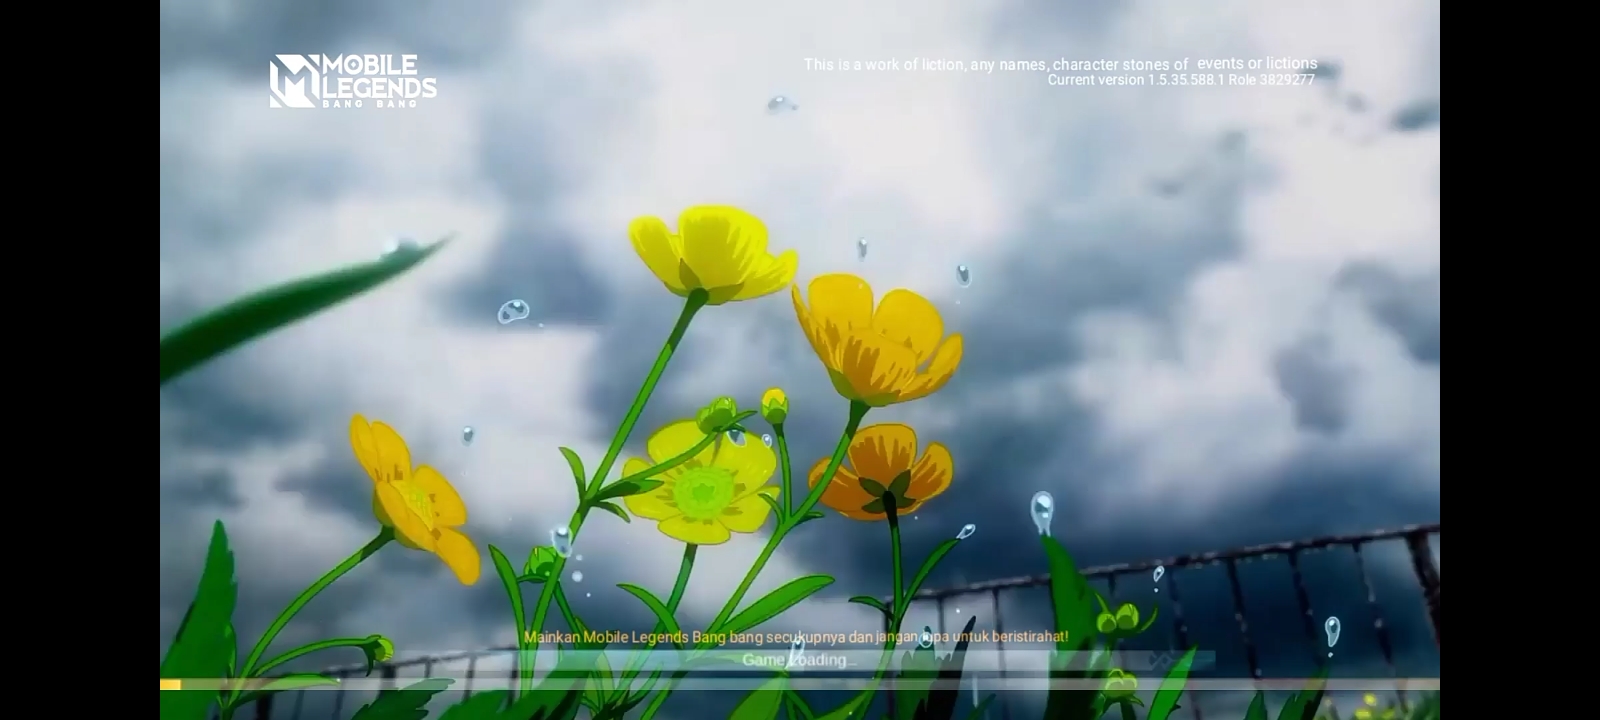 MOBILE
LEGENDS
BANG BANG
This is a work of liction, any names, character stones of events or lictions
Current version 1.5.35.588.1 Role 3829277
Mainkan Mobile Legends Bang bang secukupnya dan jangan lupa untuk beristirahat!
Game Loading...